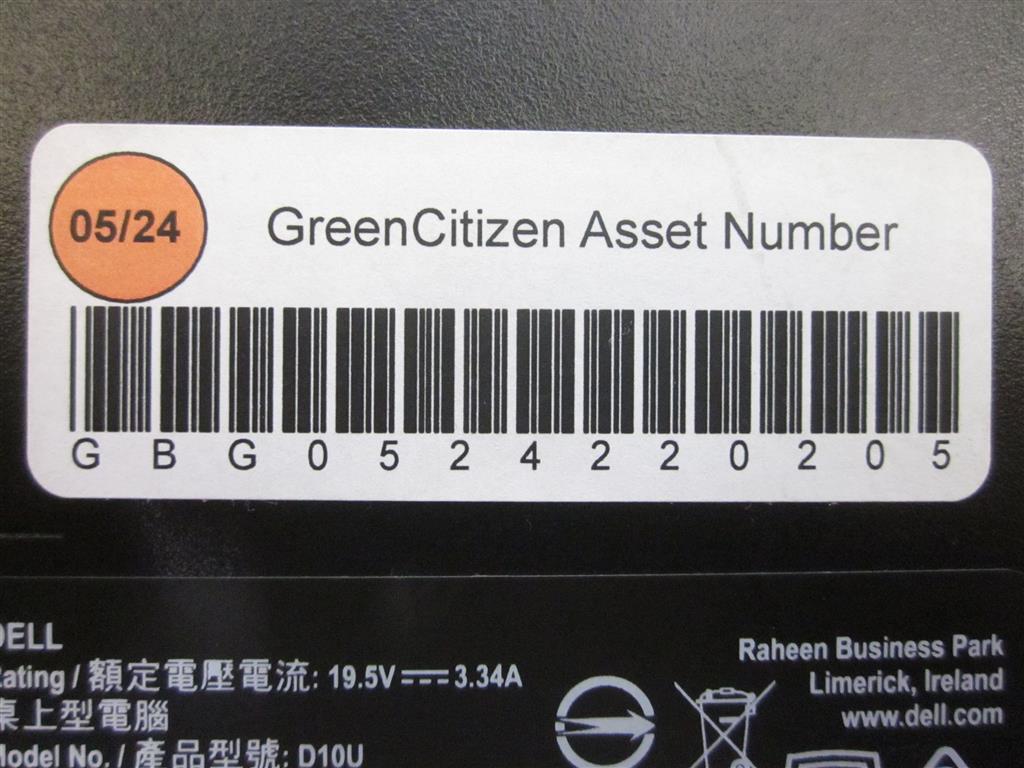 05/24
GreenCitizen Asset Number
GBG0524220205
DELL
Rating / 額定電壓電流: 19.5V⎓3.34A
桌上型電腦
Model No. / 產品型號: D10U
Raheen Business Park
Limerick, Ireland
www.dell.com